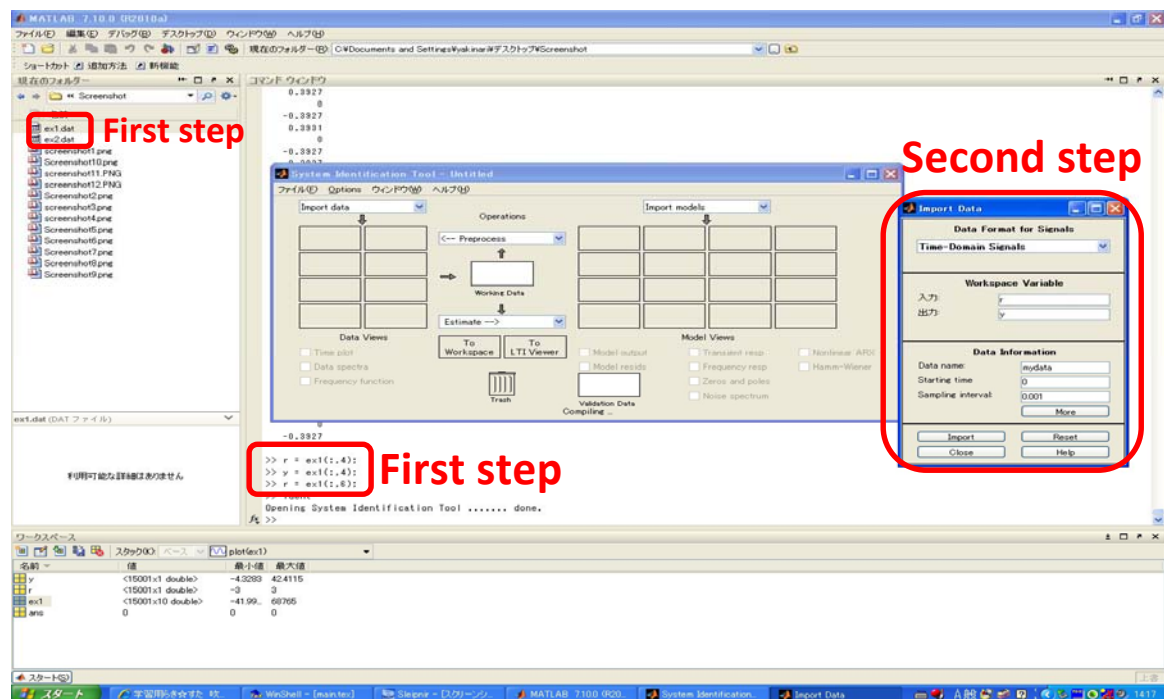 MATLAB 7.10.0 (R2010a)
ファイル(F) 編集(E) デバッグ(B) デスクトップ(D) ウィンドウ(W) ヘルプ(H)
現在のフォルダー(B) C:¥Documents and Settings¥yakinari¥デスクトップ¥Screenshot
ショートカット 追加方法 新機能
現在のフォルダー
Screenshot
ex1.dat
ex2.dat
screenshot1.png
Screenshot10.png
screenshot11.PNG
screenshot12.PNG
Screenshot2.png
screenshot3.png
screenshot4.png
Screenshot5.png
Screenshot6.png
Screenshot7.png
Screenshot8.png
Screenshot9.png
First step
ex1.dat (DAT ファイル)
利用可能な詳細はありません
コマンド ウィンドウ
0.3927
0
-0.3927
0.3931
0
-0.3927
System Identification Tool - Untitled
ファイル(F) Options ウィンドウ(W) ヘルプ(H)
Import data
Operations
Import models
<-- Preprocess
Working Data
Estimate -->
Data Views
To Workspace
To LTI Viewer
Model Views
Time plot
Data spectra
Frequency function
Model output
Model resids
Transient resp
Frequency resp
Zeros and poles
Noise spectrum
Nonlinear ARX
Hamm-Wiener
Trash
Validation Data
Compiling ..
Second step
Import Data
Data Format for Signals
Time-Domain Signals
Workspace Variable
入力: r
出力: y
Data Information
Data name: mydata
Starting time 0
Sampling interval: 0.001
More
Import Reset
Close Help
0
-0.3927
>> r = ex1(:,4);
>> y = ex1(:,4);
>> r = ex1(:,6);
First step
>> ident
Opening System Identification Tool ....... done.
fx >>
ワークスペース
スタック(K): ベース plot(ex1)
名前 値 最小値 最大値
y <15001x1 double> -4.3283 42.4115
r <15001x1 double> -3 3
ex1 <15001x10 double> -41.99... 68765
ans 0 0 0
スタート(S)
上書
スタート
WinShell - [main.tex]
MATLAB 7.10.0 (R20...
System Identification...
Import Data
14:17